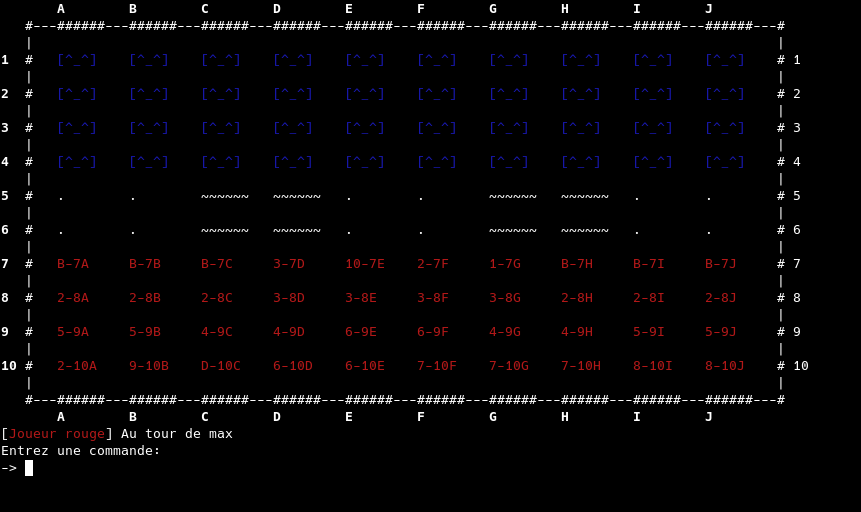 A        B        C        D        E        F        G        H        I        J
   #---######---######---######---######---######---######---######---######---######---######---#
   |                                                                                             |
1  #   [^_^]    [^_^]    [^_^]    [^_^]    [^_^]    [^_^]    [^_^]    [^_^]    [^_^]    [^_^]    # 1
   |                                                                                             |
2  #   [^_^]    [^_^]    [^_^]    [^_^]    [^_^]    [^_^]    [^_^]    [^_^]    [^_^]    [^_^]    # 2
   |                                                                                             |
3  #   [^_^]    [^_^]    [^_^]    [^_^]    [^_^]    [^_^]    [^_^]    [^_^]    [^_^]    [^_^]    # 3
   |                                                                                             |
4  #   [^_^]    [^_^]    [^_^]    [^_^]    [^_^]    [^_^]    [^_^]    [^_^]    [^_^]    [^_^]    # 4
   |                                                                                             |
5  #   .        .        ~~~~~~   ~~~~~~   .        .        ~~~~~~   ~~~~~~   .        .        # 5
   |                                                                                             |
6  #   .        .        ~~~~~~   ~~~~~~   .        .        ~~~~~~   ~~~~~~   .        .        # 6
   |                                                                                             |
7  #   B-7A     B-7B     B-7C     3-7D     10-7E    2-7F     1-7G     B-7H     B-7I     B-7J     # 7
   |                                                                                             |
8  #   2-8A     2-8B     2-8C     3-8D     3-8E     3-8F     3-8G     2-8H     2-8I     2-8J     # 8
   |                                                                                             |
9  #   5-9A     5-9B     4-9C     4-9D     6-9E     6-9F     4-9G     4-9H     5-9I     5-9J     # 9
   |                                                                                             |
10 #   2-10A    9-10B    D-10C    6-10D    6-10E    7-10F    7-10G    7-10H    8-10I    8-10J    # 10
   |                                                                                             |
   #---######---######---######---######---######---######---######---######---######---######---#
       A        B        C        D        E        F        G        H        I        J
[Joueur rouge] Au tour de max
Entrez une commande:
->